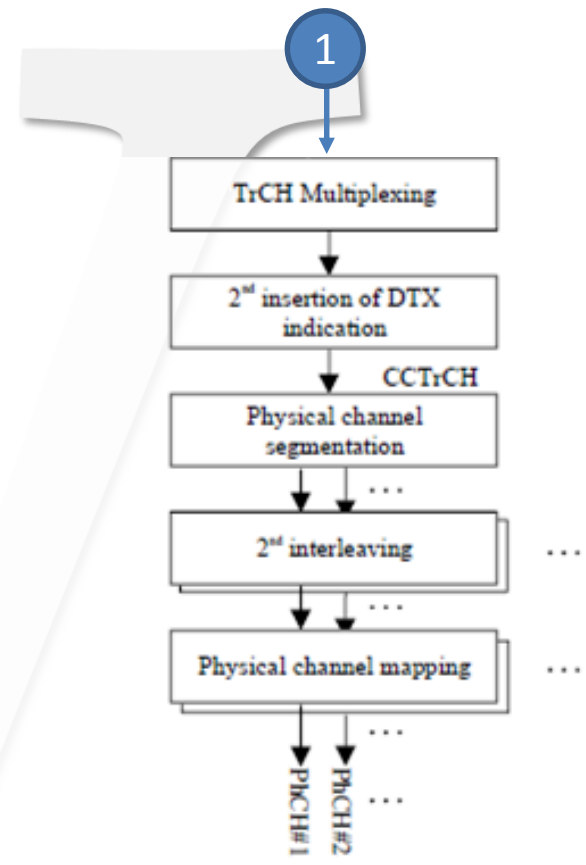 1
TrCH Multiplexing
2nd insertion of DTX
indication
CCTrCH
Physical channel
segmentation
...
2nd interleaving
...
...
Physical channel mapping
...
...
PhCH#1
PhCH#2
...